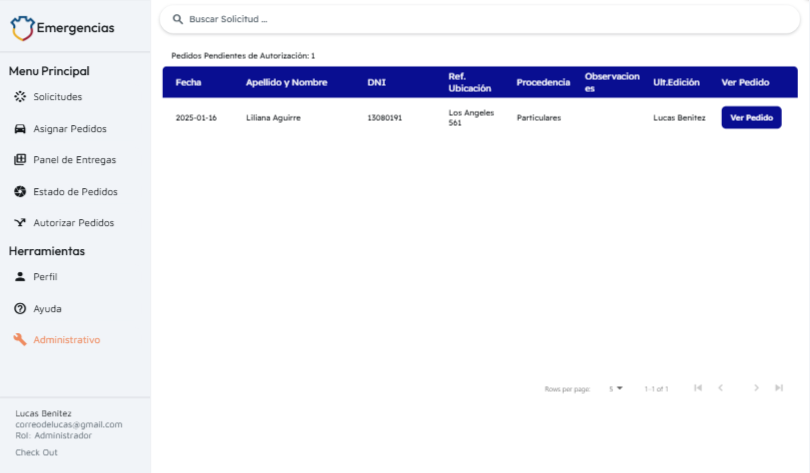 Emergencias
Menu Principal
Solicitudes
Asignar Pedidos
Panel de Entregas
Estado de Pedidos
Autorizar Pedidos
Herramientas
Perfil
Ayuda
Administrativo
Lucas Benitez
correodelucas@gmail.com
Rol: Administrador
Check Out
Buscar Solicitud ...
Pedidos Pendientes de Autorización: 1
Fecha Apellido y Nombre DNI Ref. Ubicación Procedencia Observaciones Ult.Edición Ver Pedido
2025-01-16 Liliana Aguirre 13080191 Los Angeles 561 Particulares Lucas Benitez Ver Pedido
Rows per page: 5 1-1 of 1